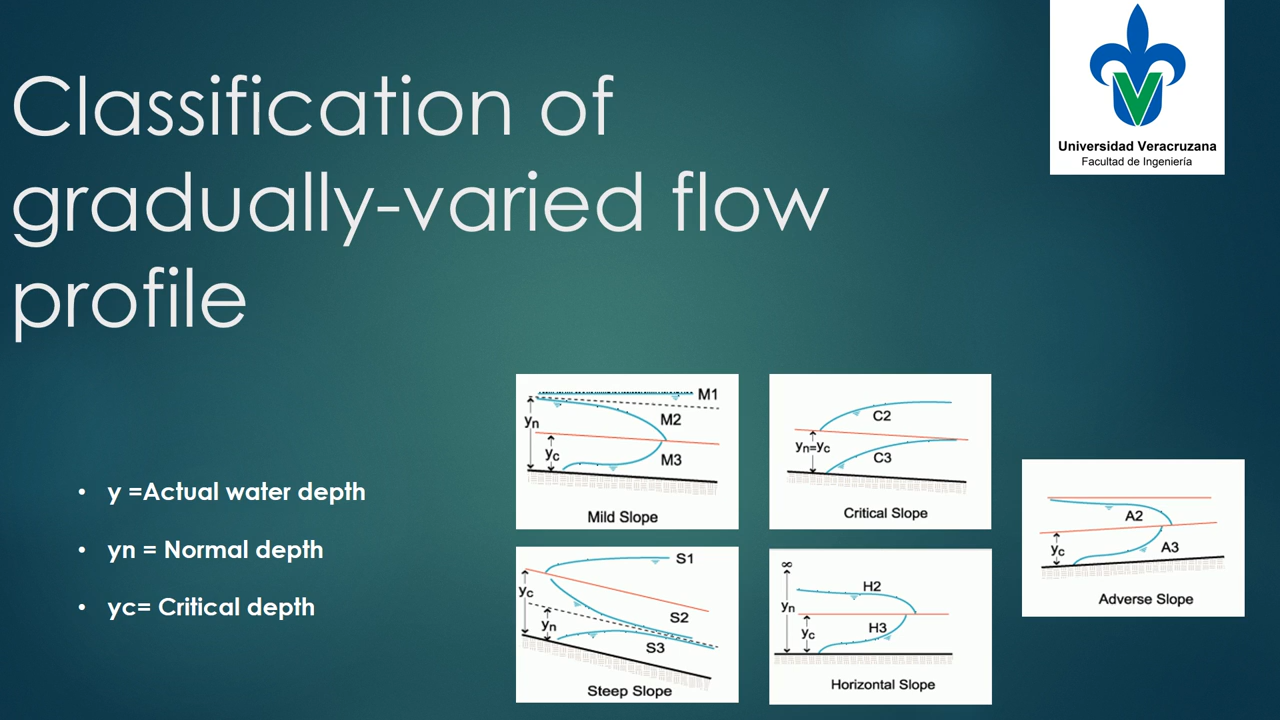 Classification of
gradually-varied flow
profile
Universidad Veracruzana
Facultad de Ingeniería
• y =Actual water depth
• yn = Normal depth
• yc= Critical depth
M1
M2
M3
yn
yc
Mild Slope
C2
C3
yn=yc
Critical Slope
S1
S2
S3
yc
yn
Steep Slope
∞
H2
H3
yn
yc
Horizontal Slope
A2
A3
yc
Adverse Slope